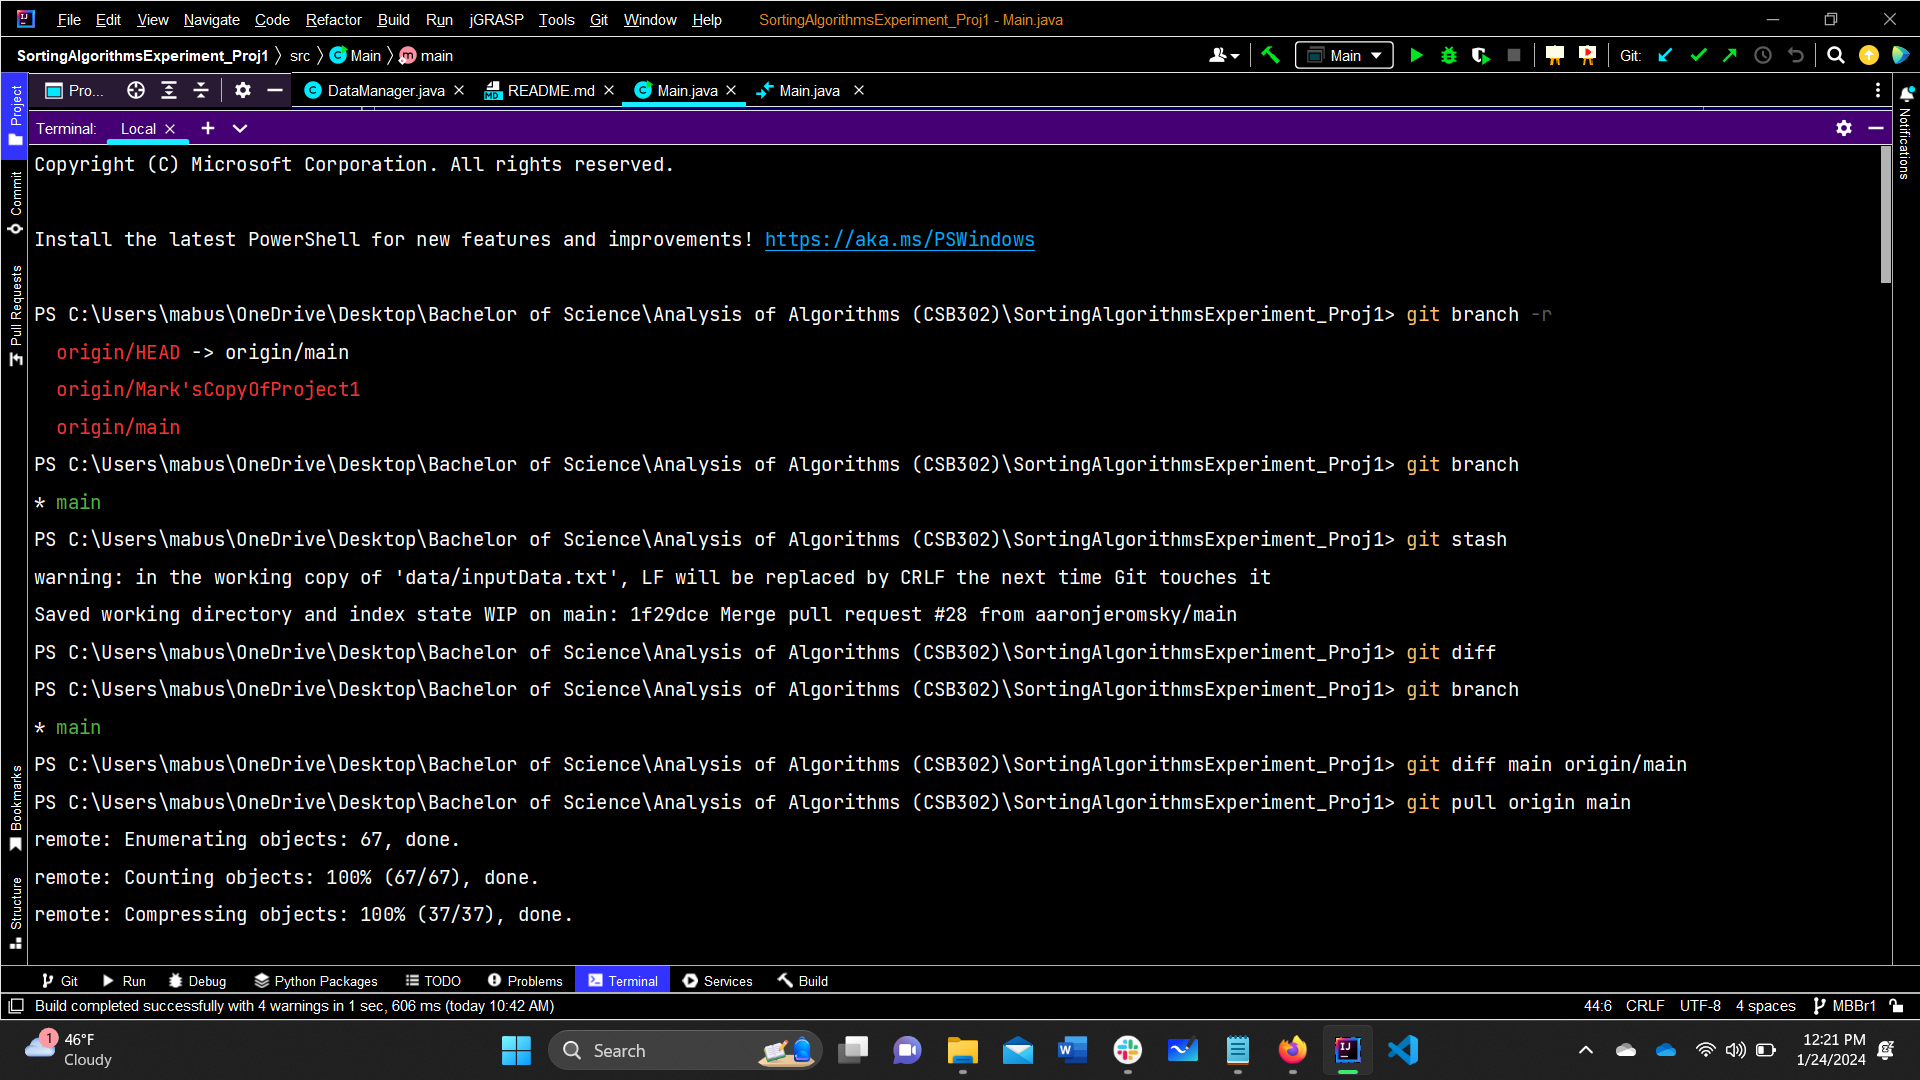 File Edit View Navigate Code Refactor Build Run jGRASP Tools Git Window Help SortingAlgorithmsExperiment_Proj1 - Main.java
SortingAlgorithmsExperiment_Proj1 src Main main Main Git:
Pro... DataManager.java README.md Main.java Main.java
Terminal: Local
Project
Commit
Pull Requests
Bookmarks
Structure
Notifications
Copyright (C) Microsoft Corporation. All rights reserved.
Install the latest PowerShell for new features and improvements! https://aka.ms/PSWindows
PS C:\Users\mabus\OneDrive\Desktop\Bachelor of Science\Analysis of Algorithms (CSB302)\SortingAlgorithmsExperiment_Proj1> git branch -r
origin/HEAD -> origin/main
origin/Mark'sCopyOfProject1
origin/main
PS C:\Users\mabus\OneDrive\Desktop\Bachelor of Science\Analysis of Algorithms (CSB302)\SortingAlgorithmsExperiment_Proj1> git branch
* main
PS C:\Users\mabus\OneDrive\Desktop\Bachelor of Science\Analysis of Algorithms (CSB302)\SortingAlgorithmsExperiment_Proj1> git stash
warning: in the working copy of 'data/inputData.txt', LF will be replaced by CRLF the next time Git touches it
Saved working directory and index state WIP on main: 1f29dce Merge pull request #28 from aaronjeromsky/main
PS C:\Users\mabus\OneDrive\Desktop\Bachelor of Science\Analysis of Algorithms (CSB302)\SortingAlgorithmsExperiment_Proj1> git diff
PS C:\Users\mabus\OneDrive\Desktop\Bachelor of Science\Analysis of Algorithms (CSB302)\SortingAlgorithmsExperiment_Proj1> git branch
* main
PS C:\Users\mabus\OneDrive\Desktop\Bachelor of Science\Analysis of Algorithms (CSB302)\SortingAlgorithmsExperiment_Proj1> git diff main origin/main
PS C:\Users\mabus\OneDrive\Desktop\Bachelor of Science\Analysis of Algorithms (CSB302)\SortingAlgorithmsExperiment_Proj1> git pull origin main
remote: Enumerating objects: 67, done.
remote: Counting objects: 100% (67/67), done.
remote: Compressing objects: 100% (37/37), done.
Git Run Debug Python Packages TODO Problems Terminal Services Build
Build completed successfully with 4 warnings in 1 sec, 606 ms (today 10:42 AM) 44:6 CRLF UTF-8 4 spaces MBBr1
1 46°F
Cloudy
Search
12:21 PM
1/24/2024